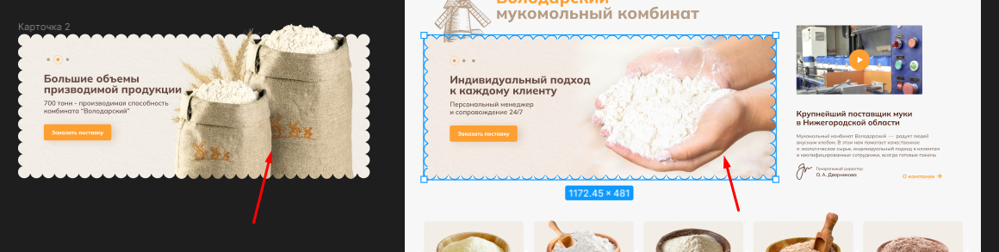 Карточка 2
Большие объемы
призводимой продукции
700 тонн - производимая способность
комбината "Володарский"
Заказать поставку
Володарский
мукомольный комбинат
Индивидуальный подход
к каждому клиенту
Персональный менеджер
и сопровождение 24/7
Заказать поставку
1172.45 × 481
Крупнейший поставщик муки
в Нижегородской области
Мукомольный комбинат Володарский — радует людей
вкусным хлебом. В этом нам помогает качественное
и экологическое сырье, индивидуальный подход к клиентам
и квалифицированные сотрудники, всегда готовые помочь
Генеральный директор
О. А. Дворникова
О компании →